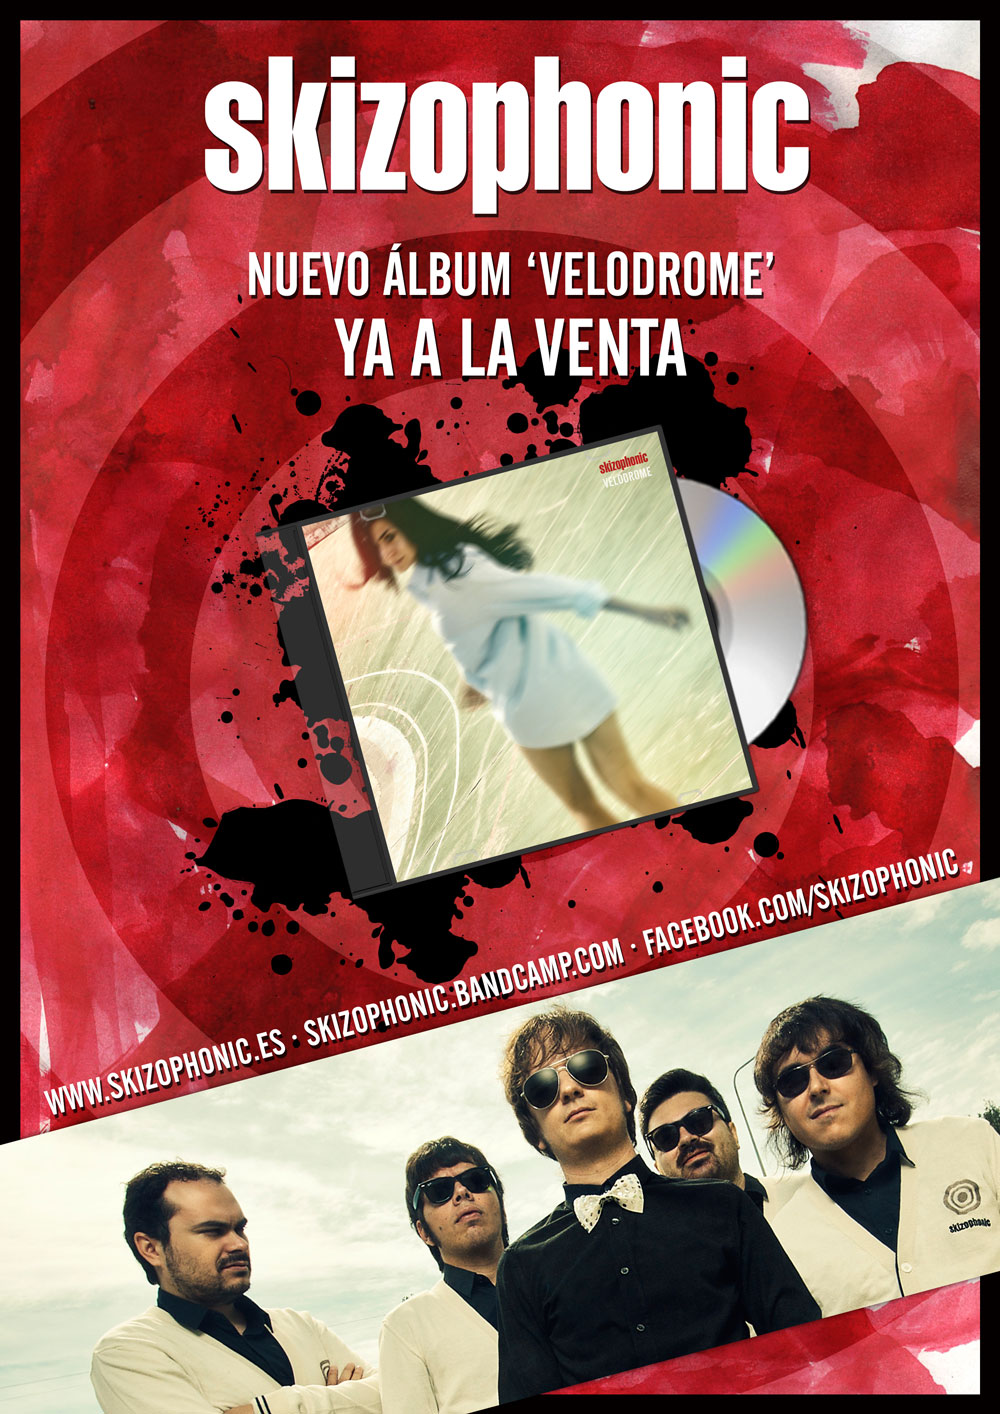 skizophonic
NUEVO ÁLBUM ‘VELODROME’
YA A LA VENTA
skizophonic
VELODROME
WWW.SKIZOPHONIC.ES · SKIZOPHONIC.BANDCAMP.COM · FACEBOOK.COM/SKIZOPHONIC
skizophonic